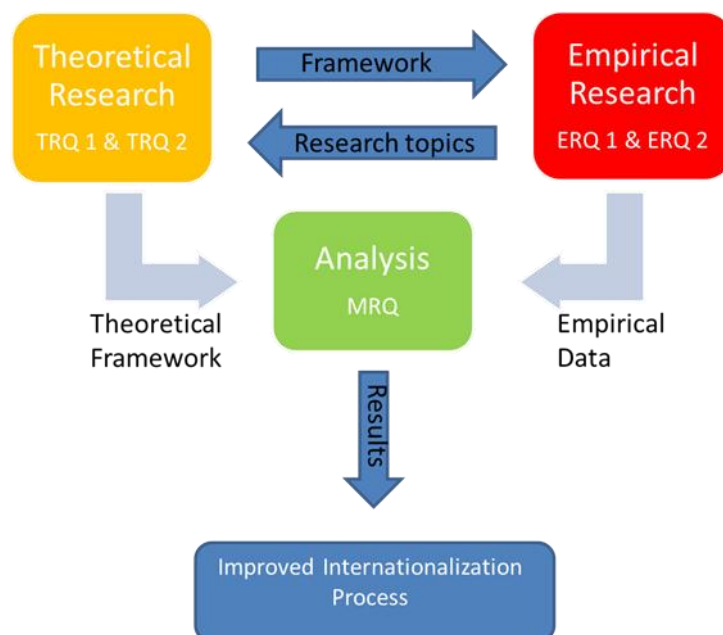 Theoretical
Research
TRQ 1 & TRQ 2
Framework
Research topics
Empirical
Research
ERQ 1 & ERQ 2
Analysis
MRQ
Theoretical
Framework
Empirical
Data
Results
Improved Internationalization
Process